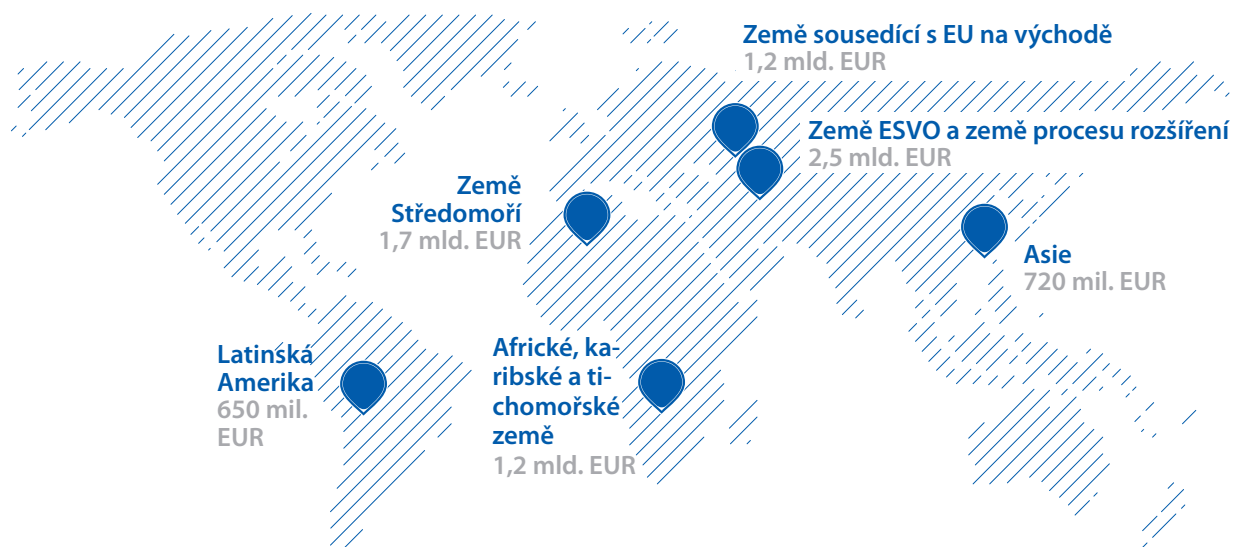 Země sousedící s EU na východě
1,2 mld. EUR
Země ESVO a země procesu rozšíření
2,5 mld. EUR
Země
Středomoří
1,7 mld. EUR
Asie
720 mil. EUR
Latinská
Amerika
650 mil.
EUR
Africké, ka-
ribské a ti-
chomořské
země
1,2 mld. EUR